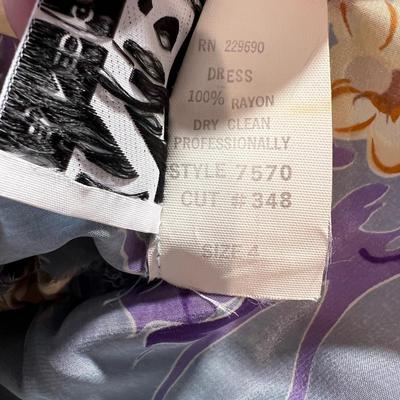 RN 229690
DRESS
100% RAYON
DRY CLEAN
PROFESSIONALLY
STYLE 7570
CUT #348
SIZE 4